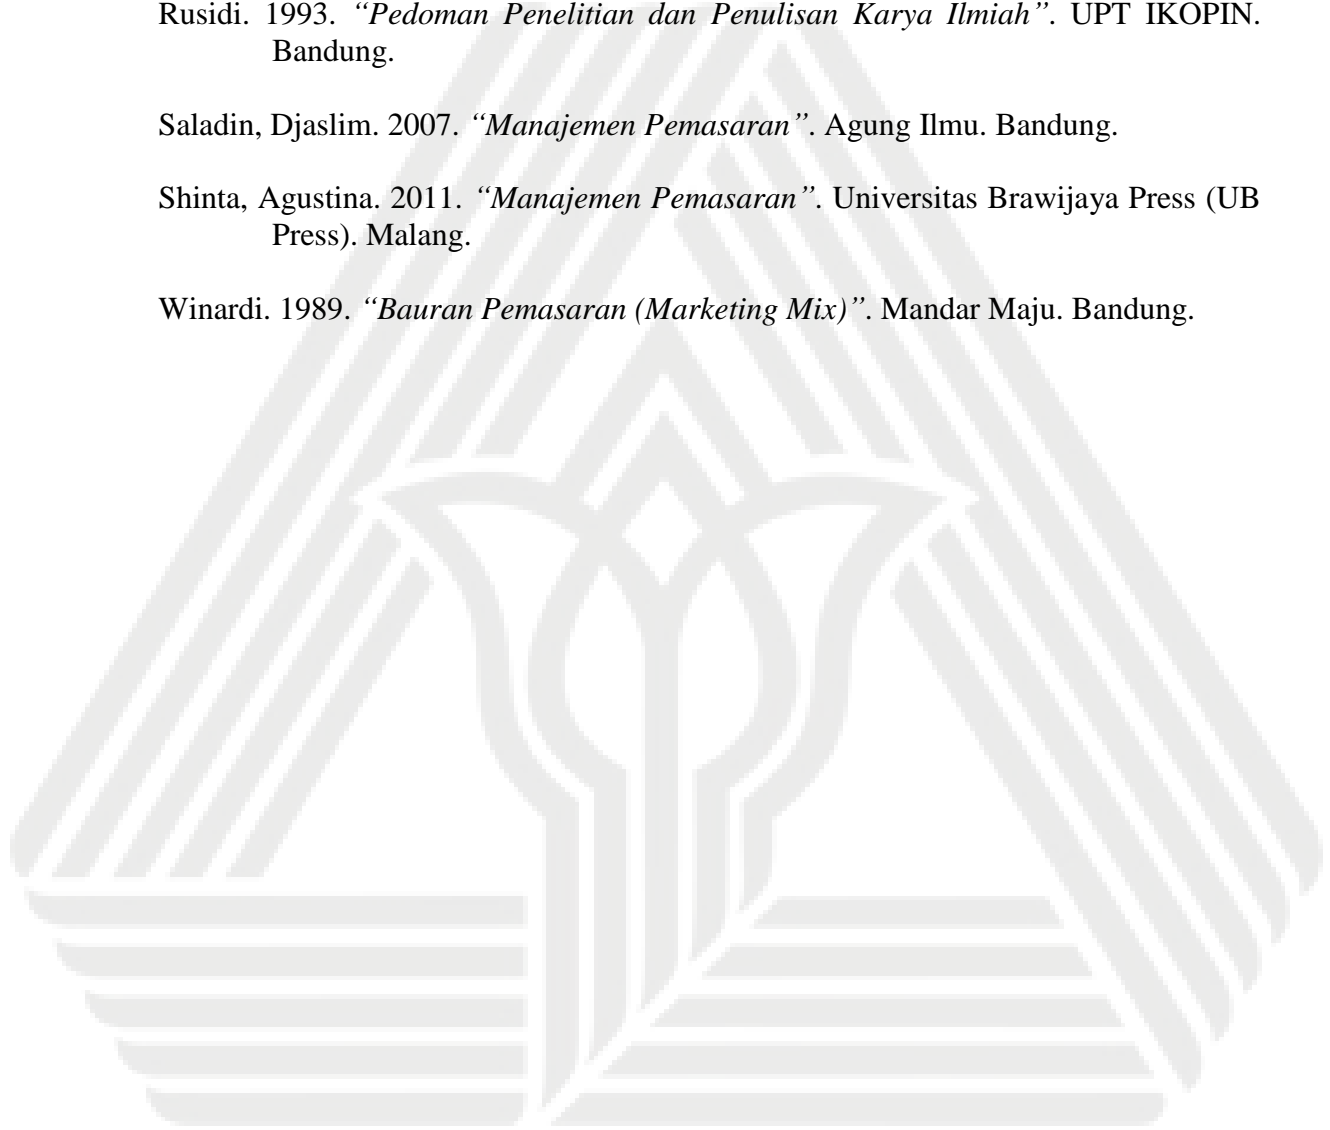 Rusidi. 1993. “Pedoman Penelitian dan Penulisan Karya Ilmiah”. UPT IKOPIN.
Bandung.
Saladin, Djaslim. 2007. “Manajemen Pemasaran”. Agung Ilmu. Bandung.
Shinta, Agustina. 2011. “Manajemen Pemasaran”. Universitas Brawijaya Press (UB
Press). Malang.
Winardi. 1989. “Bauran Pemasaran (Marketing Mix)”. Mandar Maju. Bandung.